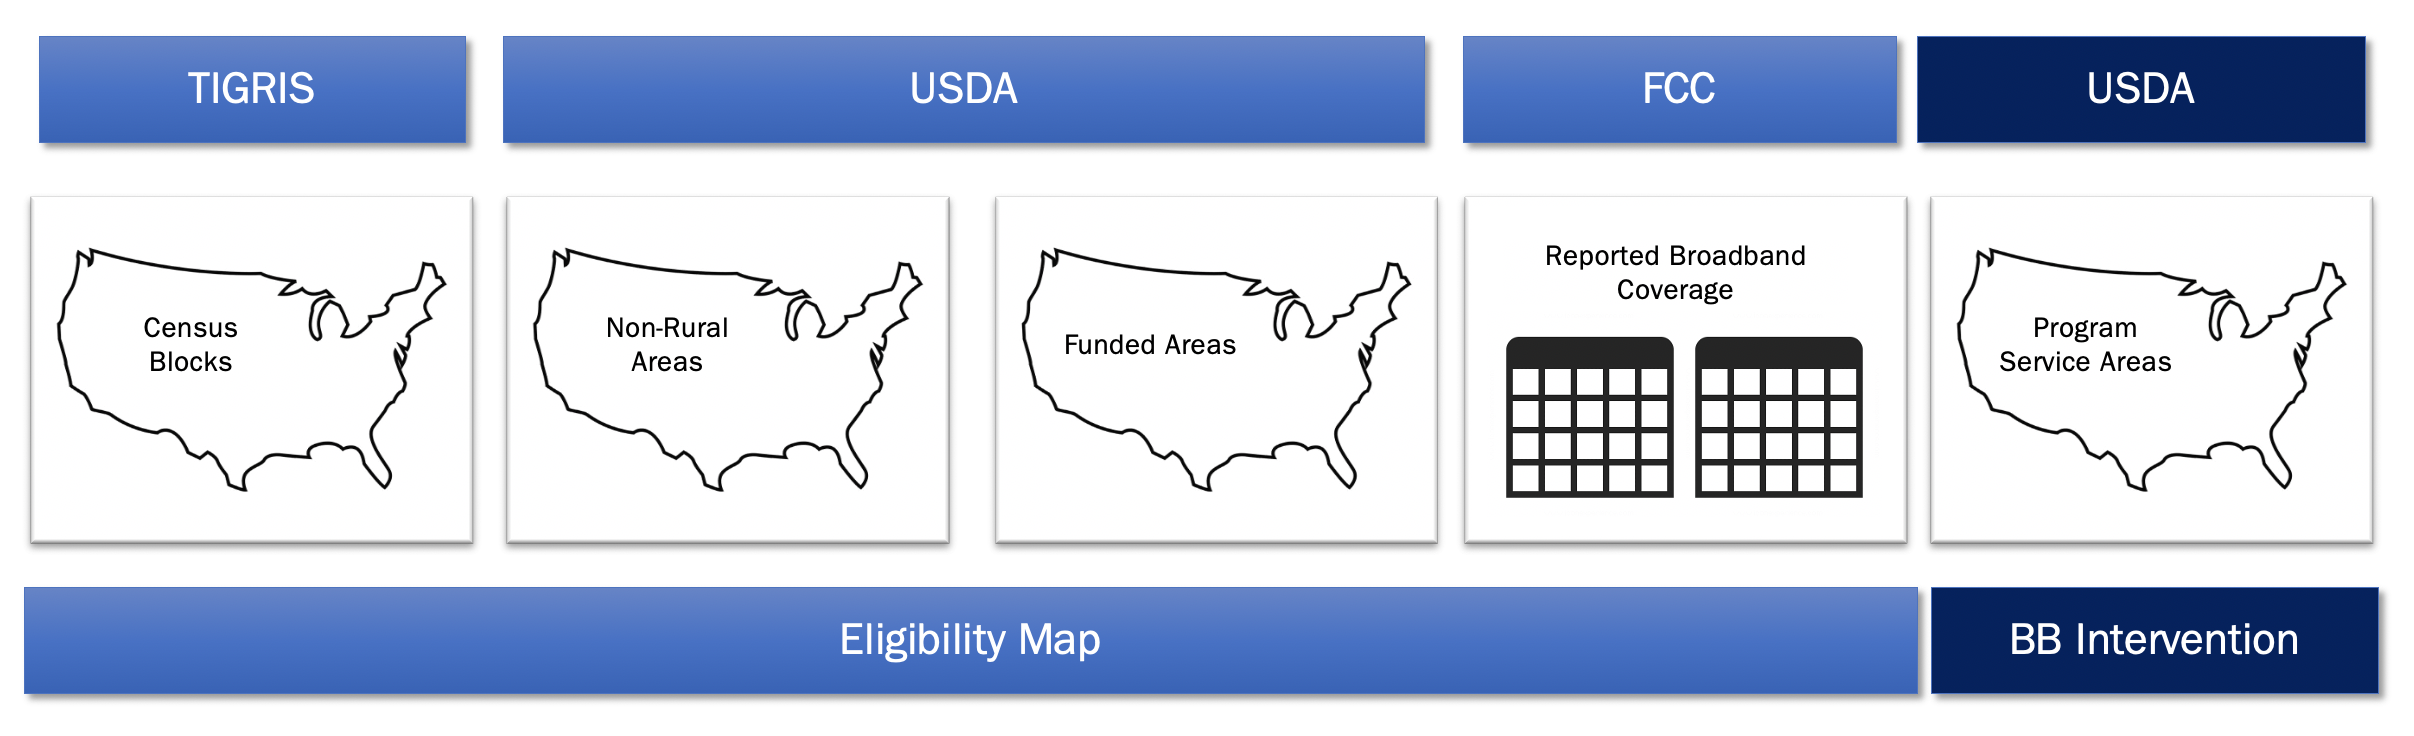 TIGRIS
USDA
FCC
USDA
Census
Blocks
Non-Rural
Areas
Funded Areas
Reported Broadband
Coverage
Program
Service Areas
Eligibility Map
BB Intervention